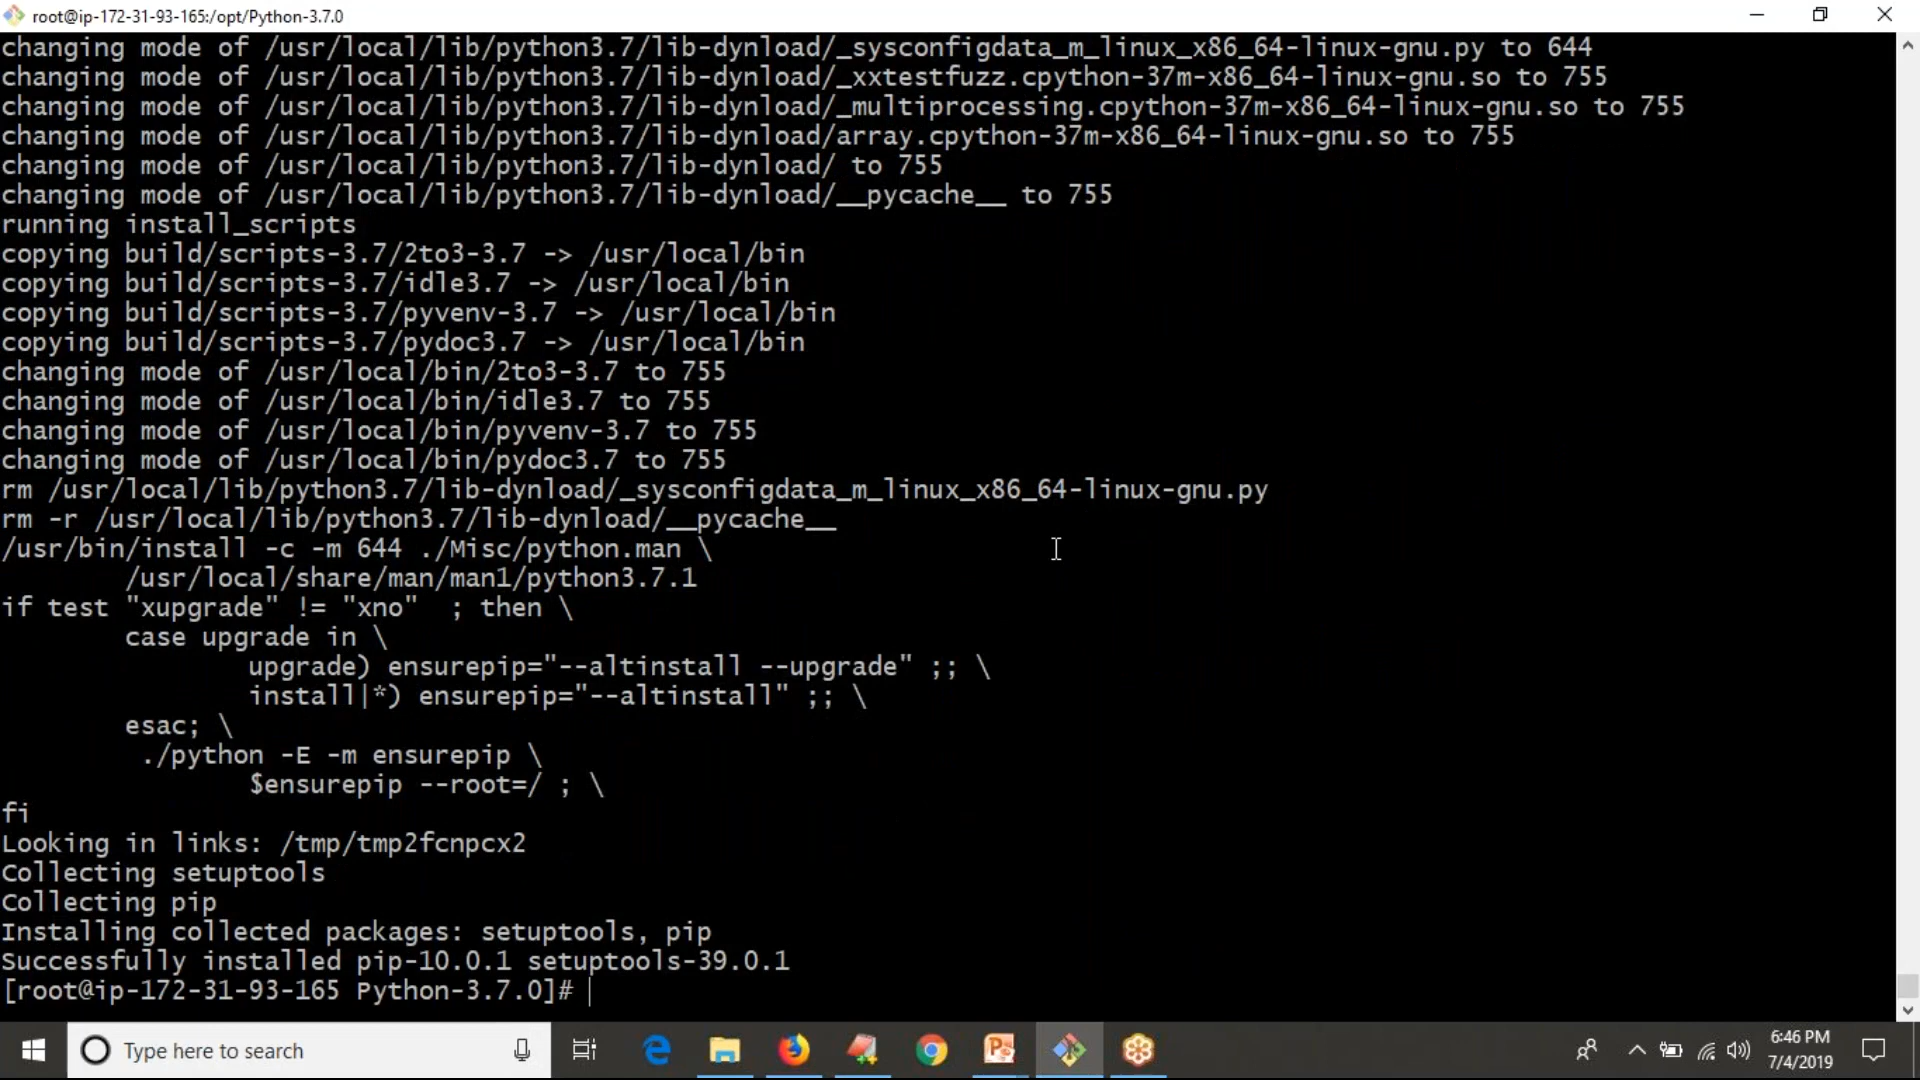 root@ip-172-31-93-165:/opt/Python-3.7.0
changing mode of /usr/local/lib/python3.7/lib-dynload/_sysconfigdata_m_linux_x86_64-linux-gnu.py to 644
changing mode of /usr/local/lib/python3.7/lib-dynload/_xxtestfuzz.cpython-37m-x86_64-linux-gnu.so to 755
changing mode of /usr/local/lib/python3.7/lib-dynload/_multiprocessing.cpython-37m-x86_64-linux-gnu.so to 755
changing mode of /usr/local/lib/python3.7/lib-dynload/array.cpython-37m-x86_64-linux-gnu.so to 755
changing mode of /usr/local/lib/python3.7/lib-dynload/ to 755
changing mode of /usr/local/lib/python3.7/lib-dynload/__pycache__ to 755
running install_scripts
copying build/scripts-3.7/2to3-3.7 -> /usr/local/bin
copying build/scripts-3.7/idle3.7 -> /usr/local/bin
copying build/scripts-3.7/pyvenv-3.7 -> /usr/local/bin
copying build/scripts-3.7/pydoc3.7 -> /usr/local/bin
changing mode of /usr/local/bin/2to3-3.7 to 755
changing mode of /usr/local/bin/idle3.7 to 755
changing mode of /usr/local/bin/pyvenv-3.7 to 755
changing mode of /usr/local/bin/pydoc3.7 to 755
rm /usr/local/lib/python3.7/lib-dynload/_sysconfigdata_m_linux_x86_64-linux-gnu.py
rm -r /usr/local/lib/python3.7/lib-dynload/__pycache__
/usr/bin/install -c -m 644 ./Misc/python.man \
        /usr/local/share/man/man1/python3.7.1
if test "xupgrade" != "xno"  ; then \
        case upgrade in \
                upgrade) ensurepip="--altinstall --upgrade" ;; \
                install|*) ensurepip="--altinstall" ;; \
        esac; \
         ./python -E -m ensurepip \
                $ensurepip --root=/ ; \
fi
Looking in links: /tmp/tmp2fcnpcx2
Collecting setuptools
Collecting pip
Installing collected packages: setuptools, pip
Successfully installed pip-10.0.1 setuptools-39.0.1
[root@ip-172-31-93-165 Python-3.7.0]#
Type here to search
6:46 PM
7/4/2019